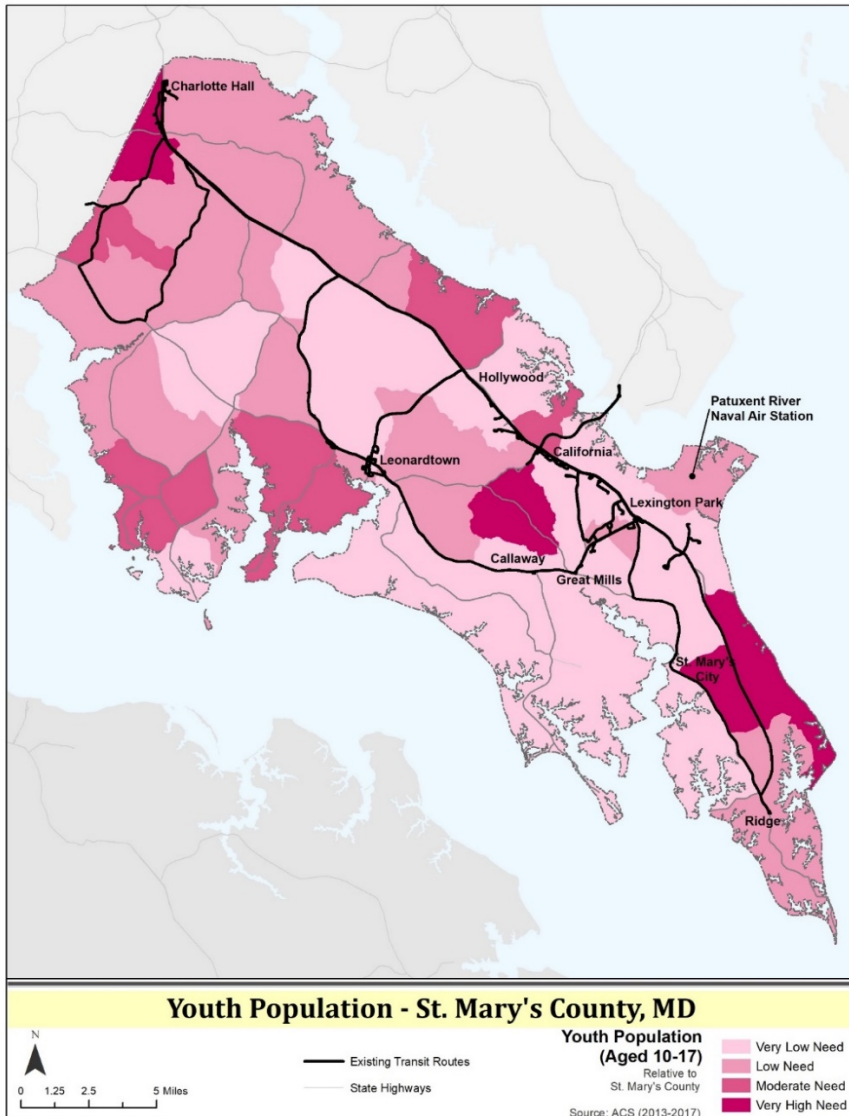 Charlotte Hall
Hollywood
Patuxent River
Naval Air Station
California
Leonardtown
Lexington Park
Callaway
Great Mills
St. Mary's
City
Ridge
Youth Population - St. Mary's County, MD
N
0 1.25 2.5 5 Miles
Existing Transit Routes
State Highways
Youth Population
(Aged 10-17)
Relative to
St. Mary's County
Source: ACS (2013-2017)
Very Low Need
Low Need
Moderate Need
Very High Need